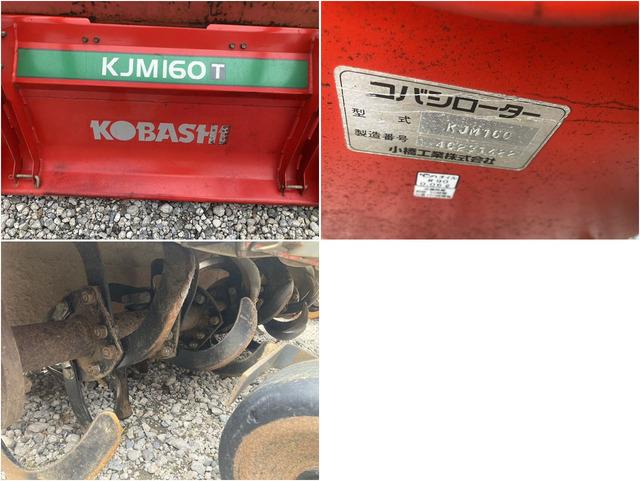 KJM160T
KOBASHI
コバシローター
型式 KJM160
製造番号
小橋工業株式会社
#90